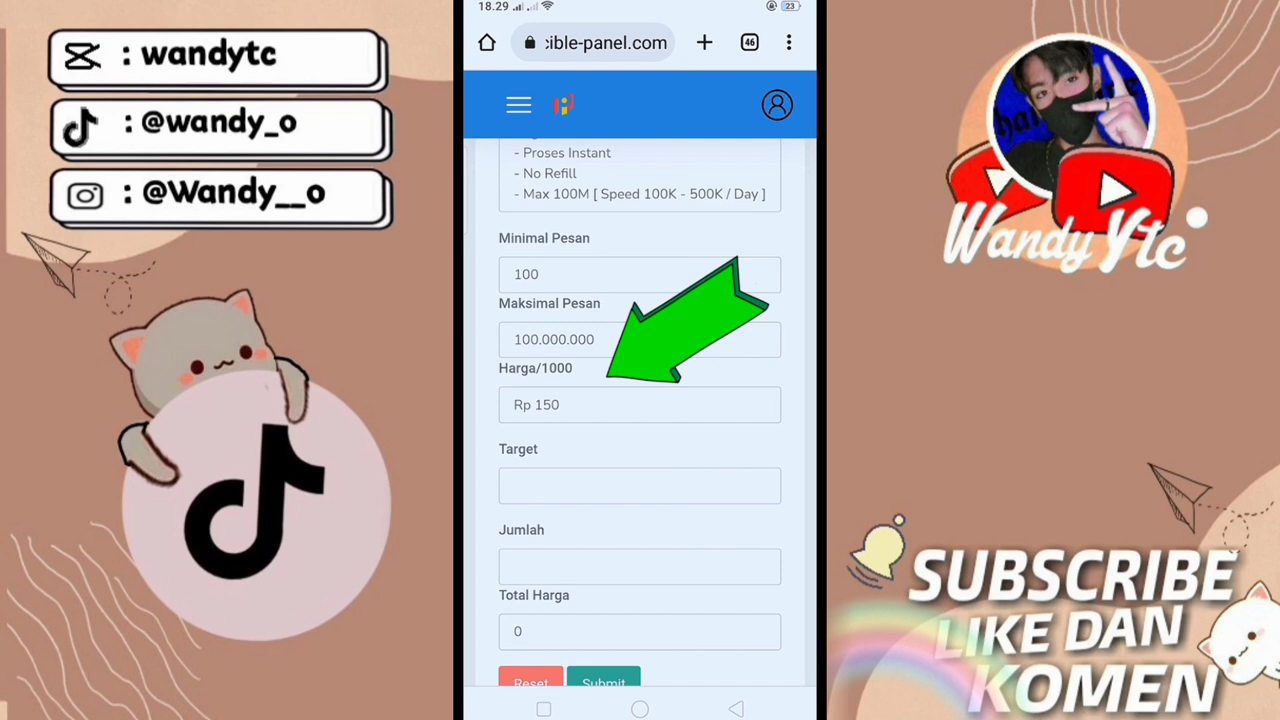 : wandytc
: @wandy_o
: @Wandy__o
18.29
23
:ible-panel.com
46
- Proses Instant
- No Refill
- Max 100M [ Speed 100K - 500K / Day ]
Minimal Pesan
100
Maksimal Pesan
100.000.000
Harga/1000
Rp 150
Target
Jumlah
Total Harga
0
Reset
Submit
Wandy Ytc
SUBSCRIBE
LIKE DAN
KOMEN